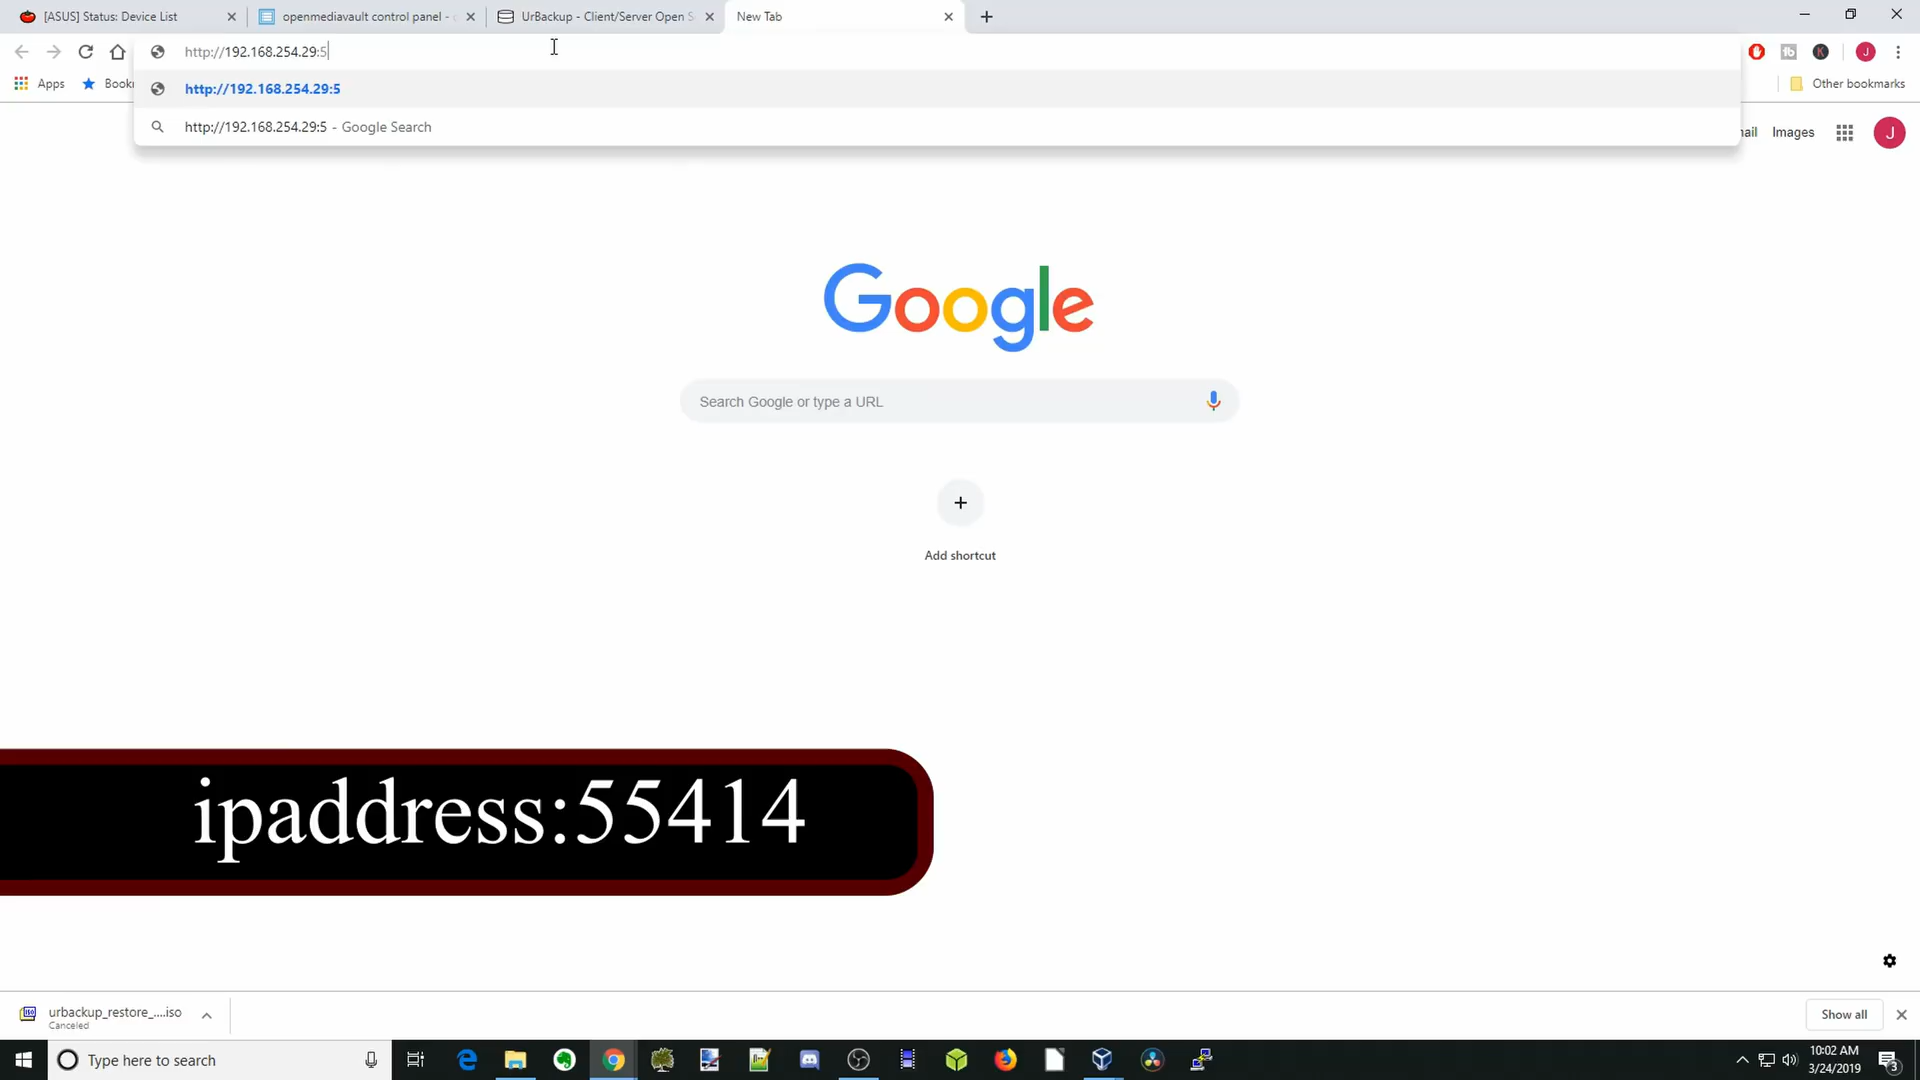 [ASUS] Status: Device List
openmediavault control panel -
UrBackup - Client/Server Open S
New Tab
http://192.168.254.29:5
Apps
Other bookmarks
http://192.168.254.29:5
http://192.168.254.29:5 - Google Search
Images
J
Google
Search Google or type a URL
Add shortcut
ipaddress:55414
urbackup_restore_....iso
Canceled
Show all
Type here to search
10:02 AM
3/24/2019
3